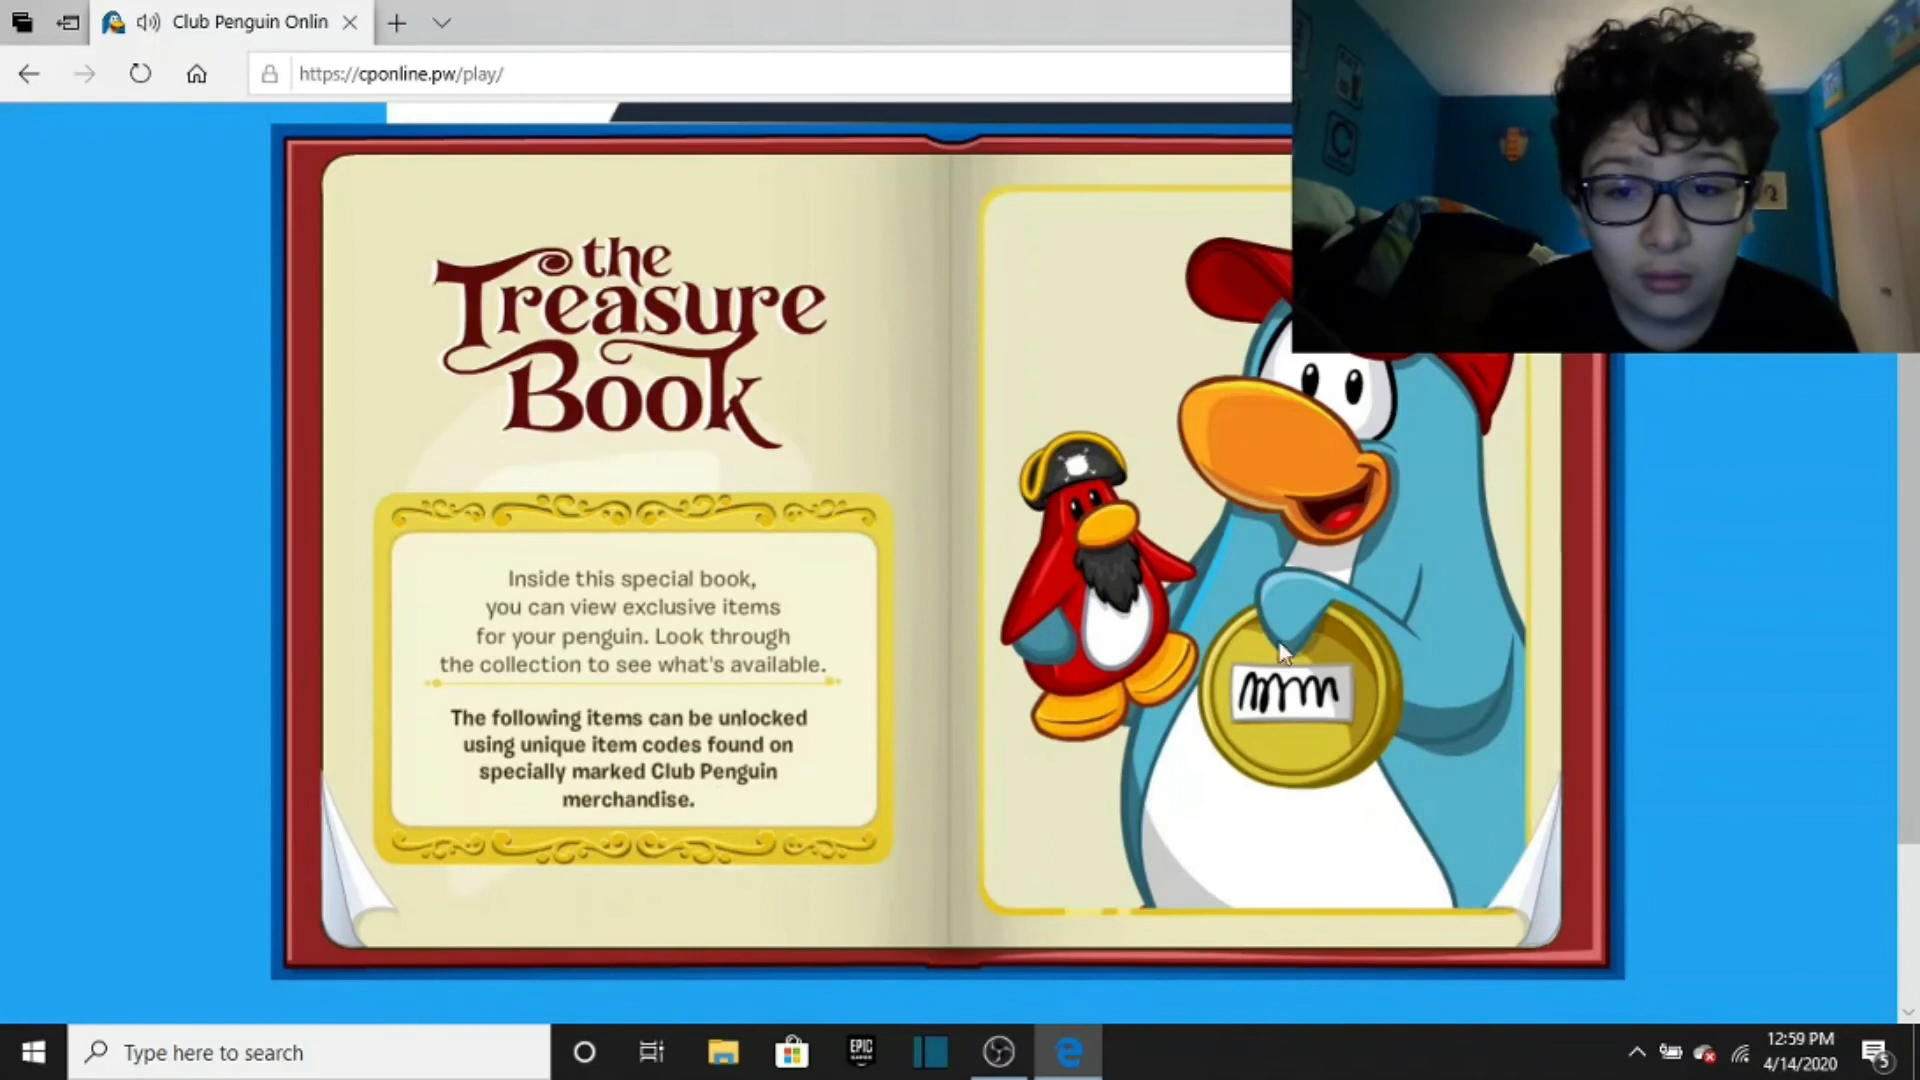 Club Penguin Onlin
https://cponline.pw/play/
the
Treasure
Book
Inside this special book,
you can view exclusive items
for your penguin. Look through
the collection to see what's available.
The following items can be unlocked
using unique item codes found on
specially marked Club Penguin
merchandise.
Type here to search
EPIC
GAMES
12:59 PM
4/14/2020
5